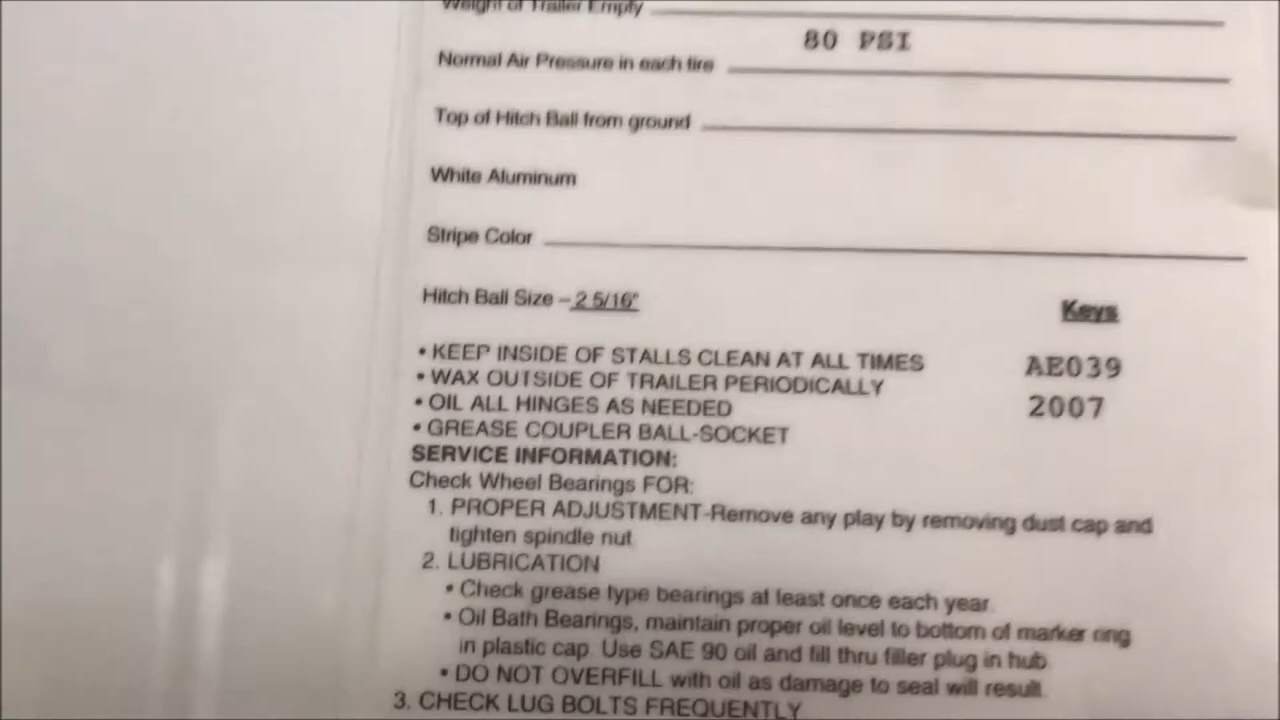 Weight of Trailer Empty
80 PSI
Normal Air Pressure in each tire
Top of Hitch Ball from ground
White Aluminum
Stripe Color
Hitch Ball Size – 2 5/16"
Keys
• KEEP INSIDE OF STALLS CLEAN AT ALL TIMES
AE039
• WAX OUTSIDE OF TRAILER PERIODICALLY
2007
• OIL ALL HINGES AS NEEDED
• GREASE COUPLER BALL-SOCKET
SERVICE INFORMATION:
Check Wheel Bearings FOR:
1. PROPER ADJUSTMENT-Remove any play by removing dust cap and
tighten spindle nut
2. LUBRICATION
• Check grease type bearings at least once each year.
• Oil Bath Bearings, maintain proper oil level to bottom of marker ring
in plastic cap. Use SAE 90 oil and fill thru filler plug in hub
• DO NOT OVERFILL with oil as damage to seal will result.
3. CHECK LUG BOLTS FREQUENTLY